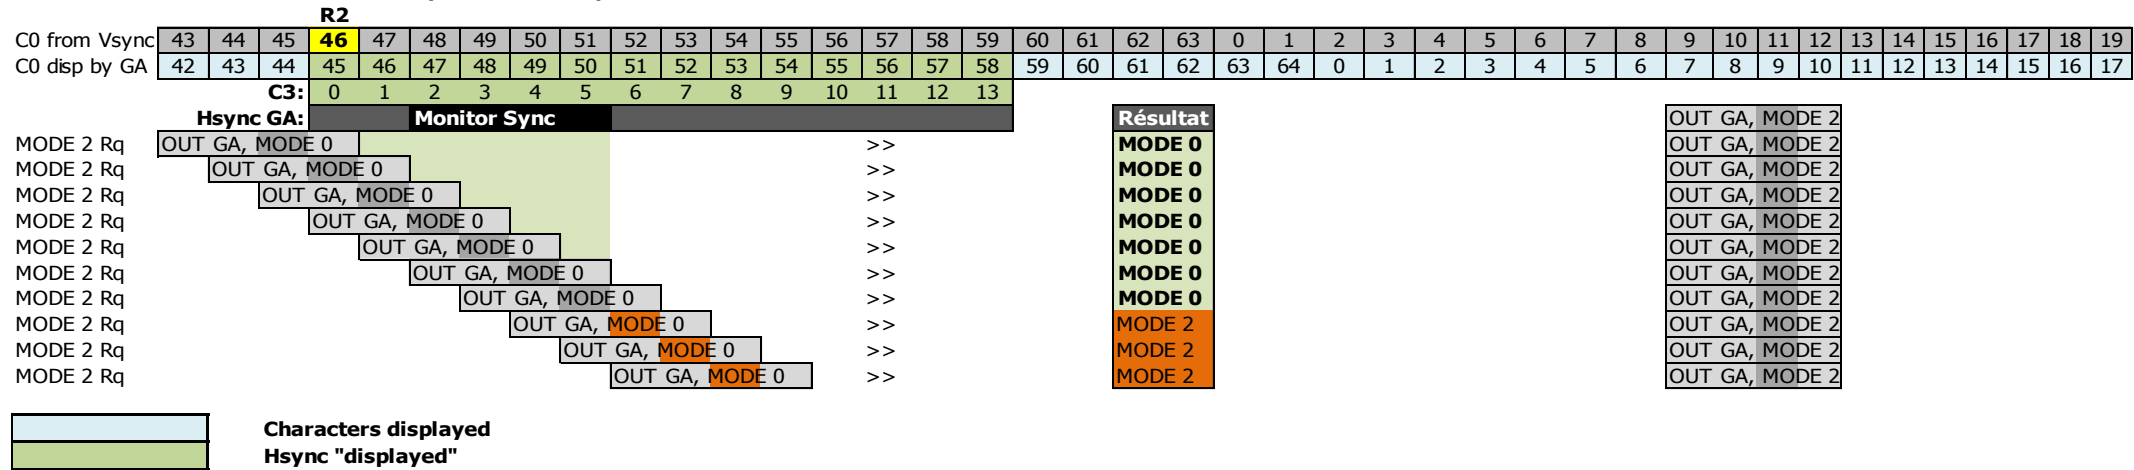 R2
C0 from Vsync 43 44 45 46 47 48 49 50 51 52 53 54 55 56 57 58 59 60 61 62 63 0 1 2 3 4 5 6 7 8 9 10 11 12 13 14 15 16 17 18 19
C0 disp by GA 42 43 44 45 46 47 48 49 50 51 52 53 54 55 56 57 58 59 60 61 62 63 64 0 1 2 3 4 5 6 7 8 9 10 11 12 13 14 15 16 17
C3: 0 1 2 3 4 5 6 7 8 9 10 11 12 13
Hsync GA: Monitor Sync Résultat OUT GA, MODE 2
MODE 2 Rq OUT GA, MODE 0 >> MODE 0 OUT GA, MODE 2
MODE 2 Rq OUT GA, MODE 0 >> MODE 0 OUT GA, MODE 2
MODE 2 Rq OUT GA, MODE 0 >> MODE 0 OUT GA, MODE 2
MODE 2 Rq OUT GA, MODE 0 >> MODE 0 OUT GA, MODE 2
MODE 2 Rq OUT GA, MODE 0 >> MODE 0 OUT GA, MODE 2
MODE 2 Rq OUT GA, MODE 0 >> MODE 0 OUT GA, MODE 2
MODE 2 Rq OUT GA, MODE 0 >> MODE 0 OUT GA, MODE 2
MODE 2 Rq OUT GA, MODE 0 >> MODE 2 OUT GA, MODE 2
MODE 2 Rq OUT GA, MODE 0 >> MODE 2 OUT GA, MODE 2
MODE 2 Rq OUT GA, MODE 0 >> MODE 2 OUT GA, MODE 2
Characters displayed
Hsync "displayed"